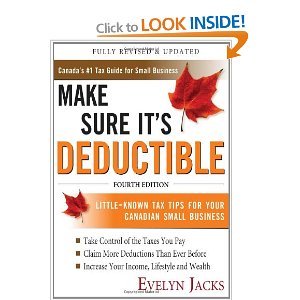 Click to LOOK INSIDE!
FULLY REVISED & UPDATED
Canada's #1 Tax Guide for Small Business
MAKE
SURE IT'S
DEDUCTIBLE
FOURTH EDITION
LITTLE-KNOWN TAX TIPS FOR YOUR
CANADIAN SMALL BUSINESS
Take Control of the Taxes You Pay
Claim More Deductions Than Ever Before
Increase Your Income, Lifestyle and Wealth
EVELYN JACKS